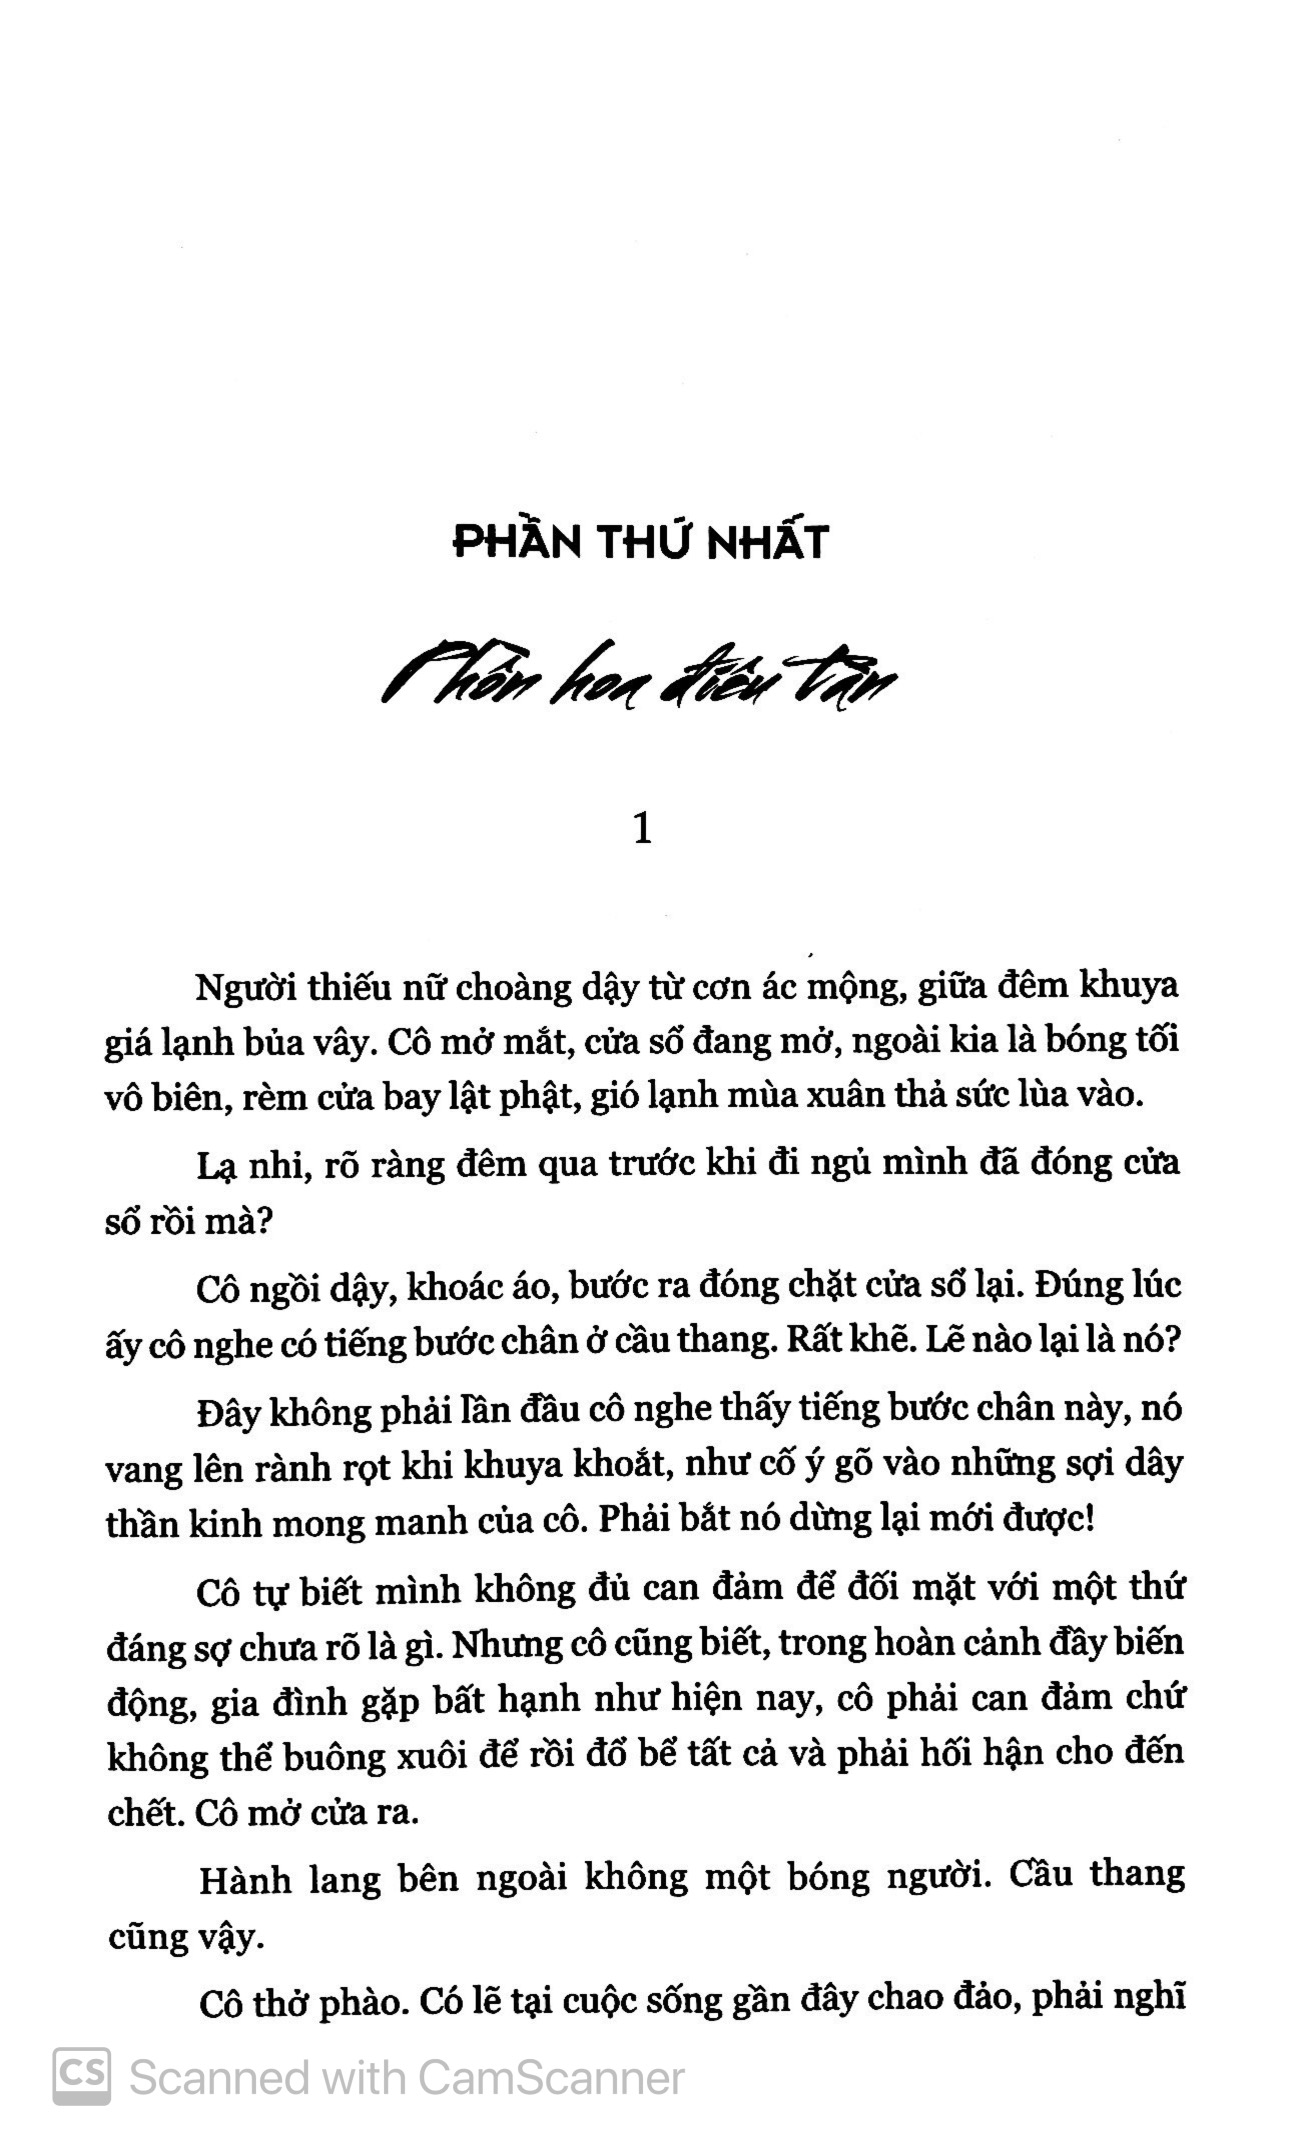 PHẦN THỨ NHẤT
Phồn hoa điêu tàn
1
Người thiếu nữ choàng dậy từ cơn ác mộng, giữa đêm khuya
giá lạnh bủa vây. Cô mở mắt, cửa sổ đang mở, ngoài kia là bóng tối
vô biên, rèm cửa bay lật phật, gió lạnh mùa xuân thả sức lùa vào.
Lạ nhỉ, rõ ràng đêm qua trước khi đi ngủ mình đã đóng cửa
sổ rồi mà?
Cô ngồi dậy, khoác áo, bước ra đóng chặt cửa sổ lại. Đúng lúc
ấy cô nghe có tiếng bước chân ở cầu thang. Rất khẽ. Lẽ nào lại là nó?
Đây không phải lần đầu cô nghe thấy tiếng bước chân này, nó
vang lên rành rọt khi khuya khoắt, như cố ý gõ vào những sợi dây
thần kinh mong manh của cô. Phải bắt nó dừng lại mới được!
Cô tự biết mình không đủ can đảm để đối mặt với một thứ
đáng sợ chưa rõ là gì. Nhưng cô cũng biết, trong hoàn cảnh đầy biến
động, gia đình gặp bất hạnh như hiện nay, cô phải can đảm chứ
không thể buông xuôi để rồi đổ bể tất cả và phải hối hận cho đến
chết. Cô mở cửa ra.
Hành lang bên ngoài không một bóng người. Cầu thang
cũng vậy.
Cô thở phào. Có lẽ tại cuộc sống gần đây chao đảo, phải nghĩ
CS Scanned with CamScanner